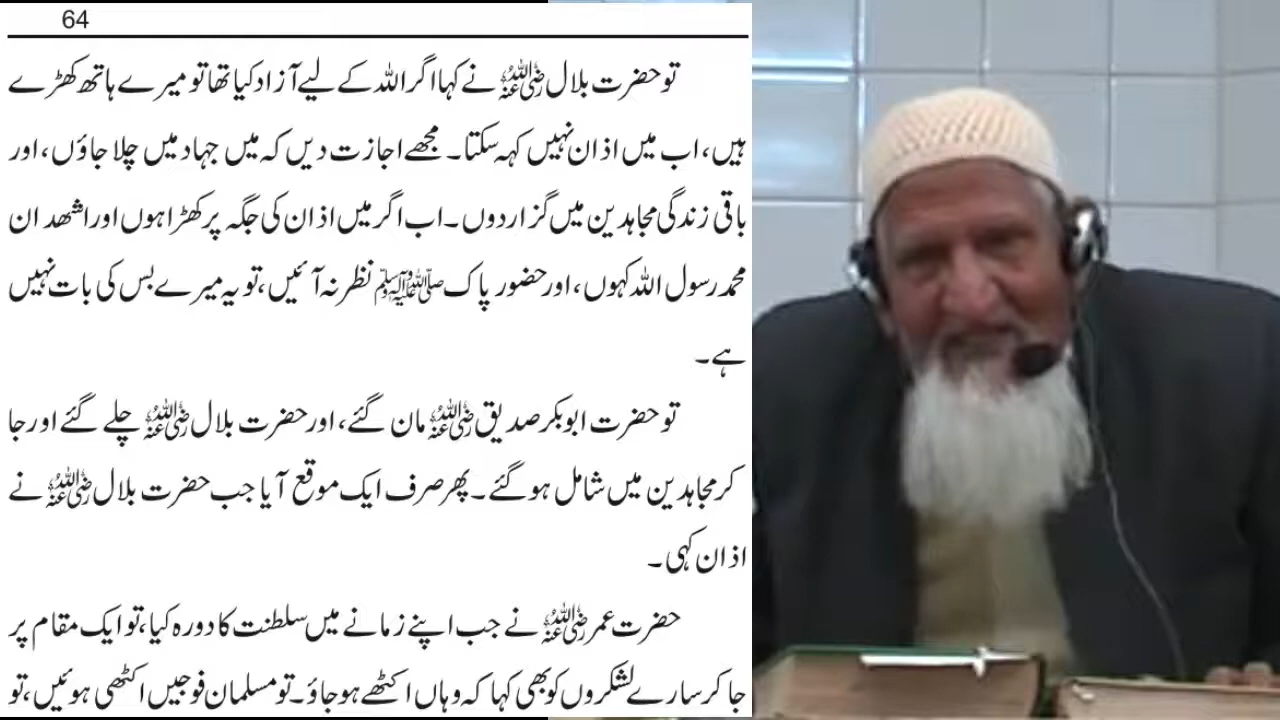 64
تو حضرت بلال رضی اللہ عنہ نے کہا اگر اللہ کے لیے آزاد کیا تھا تو میرے ہاتھ کھڑے
ہیں، اب میں اذان نہیں کہہ سکتا۔ مجھے اجازت دیں کہ میں جہاد میں چلا جاؤں، اور
باقی زندگی مجاہدین میں گزار دوں۔ اب اگر میں اذان کی جگہ پر کھڑا ہوں اور اشھد ان
محمد رسول اللہ کہوں، اور حضور پاک ﷺ نظر نہ آئیں، تو یہ میرے بس کی بات نہیں
ہے۔
تو حضرت ابوبکر صدیق رضی اللہ عنہ مان گئے، اور حضرت بلال رضی اللہ عنہ چلے گئے اور جا
کر مجاہدین میں شامل ہو گئے۔ پھر صرف ایک موقع آیا جب حضرت بلال رضی اللہ عنہ نے
اذان کہی۔
حضرت عمر رضی اللہ عنہ نے جب اپنے زمانے میں سلطنت کا دورہ کیا، تو ایک مقام پر
جا کر سارے لشکروں کو بھی کہا کہ وہاں اکٹھے ہو جاؤ۔ تو مسلمان فوجیں اکٹھی ہوئیں، تو